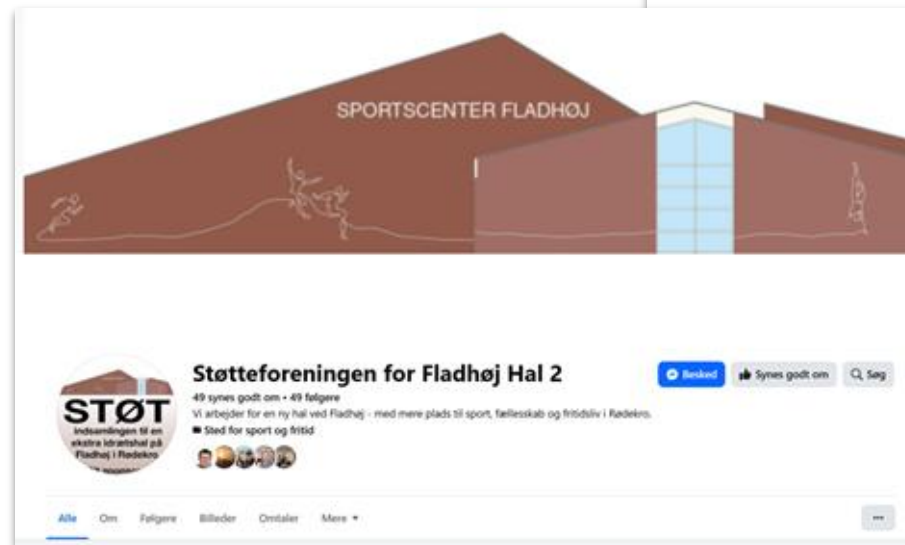 SPORTSCENTER FLADHØJ
Støtteforeningen for Fladhøj Hal 2
49 synes godt om • 49 følgere
Vi arbejder for en ny hal ved Fladhøj - med mere plads til sport, fællesskab og fritidsliv i Rødekro.
Sted for sport og fritid
Besked
Synes godt om
Søg
STØT
indsamlingen til en
ekstra idrætshal på
Fladhøj i Rødekro
Alle Om Følgere Billeder Omtaler Mere